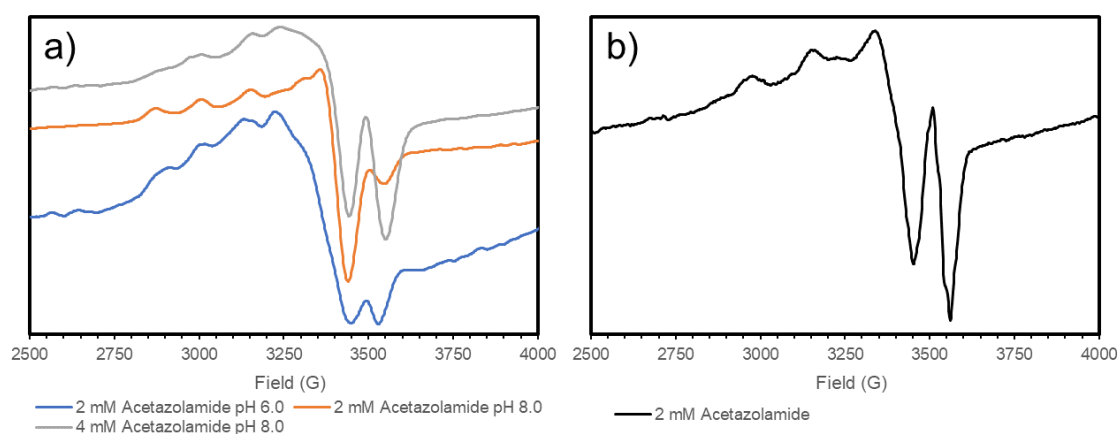 a)
2500 2750 3000 3250 3500 3750 4000
Field (G)
2 mM Acetazolamide pH 6.0 2 mM Acetazolamide pH 8.0
4 mM Acetazolamide pH 8.0
b)
2500 2750 3000 3250 3500 3750 4000
Field (G)
2 mM Acetazolamide